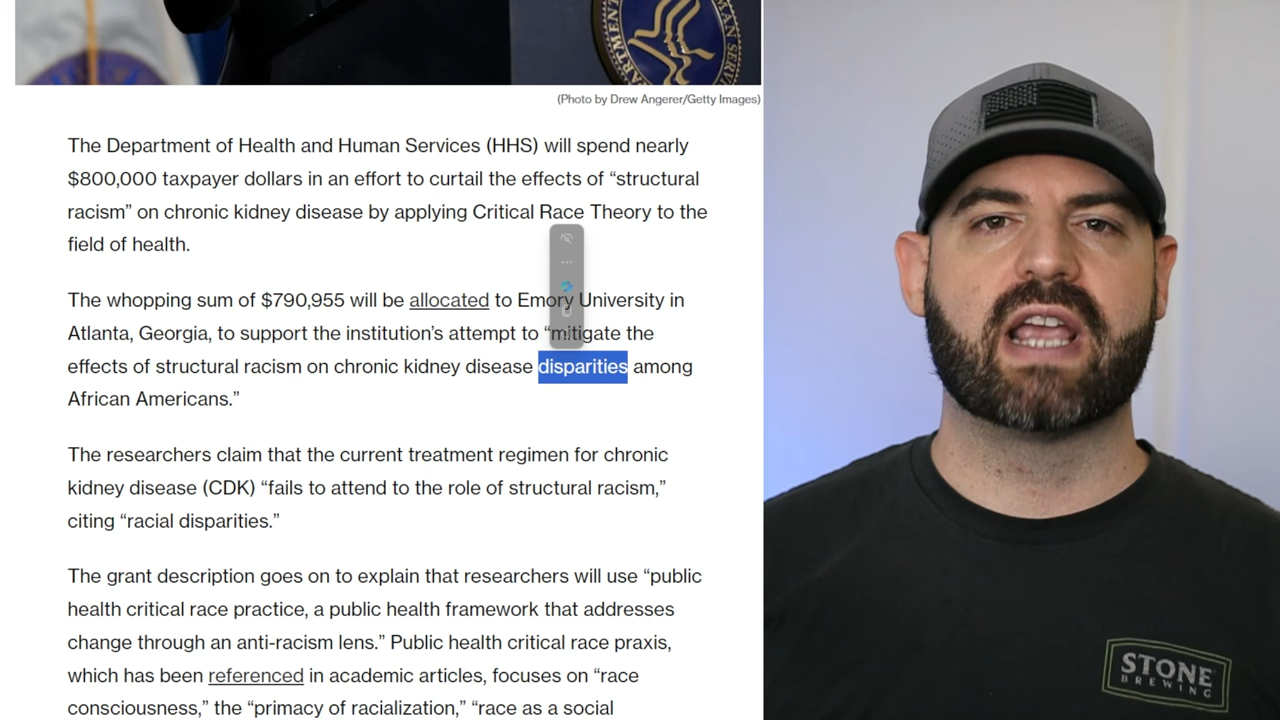 DEPARTMENT
MAN SERV
(Photo by Drew Angerer/Getty Images)
The Department of Health and Human Services (HHS) will spend nearly
$800,000 taxpayer dollars in an effort to curtail the effects of “structural
racism” on chronic kidney disease by applying Critical Race Theory to the
field of health.
The whopping sum of $790,955 will be allocated to Emory University in
Atlanta, Georgia, to support the institution’s attempt to “mitigate the
effects of structural racism on chronic kidney disease disparities among
African Americans.”
The researchers claim that the current treatment regimen for chronic
kidney disease (CDK) “fails to attend to the role of structural racism,”
citing “racial disparities.”
The grant description goes on to explain that researchers will use “public
health critical race practice, a public health framework that addresses
change through an anti-racism lens.” Public health critical race praxis,
which has been referenced in academic articles, focuses on “race
consciousness,” the “primacy of racialization,” “race as a social
STONE
BREWING